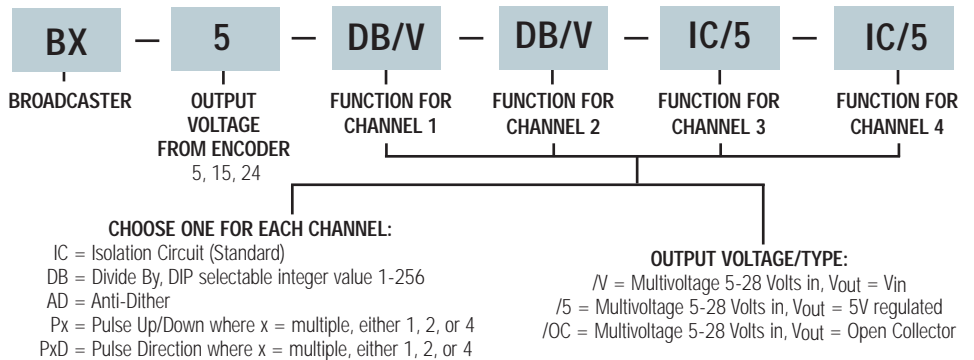 BX — 5 — DB/V — DB/V — IC/5 — IC/5
BROADCASTER
OUTPUT
VOLTAGE
FROM ENCODER
5, 15, 24
FUNCTION FOR
CHANNEL 1
FUNCTION FOR
CHANNEL 2
FUNCTION FOR
CHANNEL 3
FUNCTION FOR
CHANNEL 4
CHOOSE ONE FOR EACH CHANNEL:
IC = Isolation Circuit (Standard)
DB = Divide By, DIP selectable integer value 1-256
AD = Anti-Dither
Px = Pulse Up/Down where x = multiple, either 1, 2, or 4
PxD = Pulse Direction where x = multiple, either 1, 2, or 4
OUTPUT VOLTAGE/TYPE:
/V = Multivoltage 5-28 Volts in, Vout = Vin
/5 = Multivoltage 5-28 Volts in, Vout = 5V regulated
/OC = Multivoltage 5-28 Volts in, Vout = Open Collector